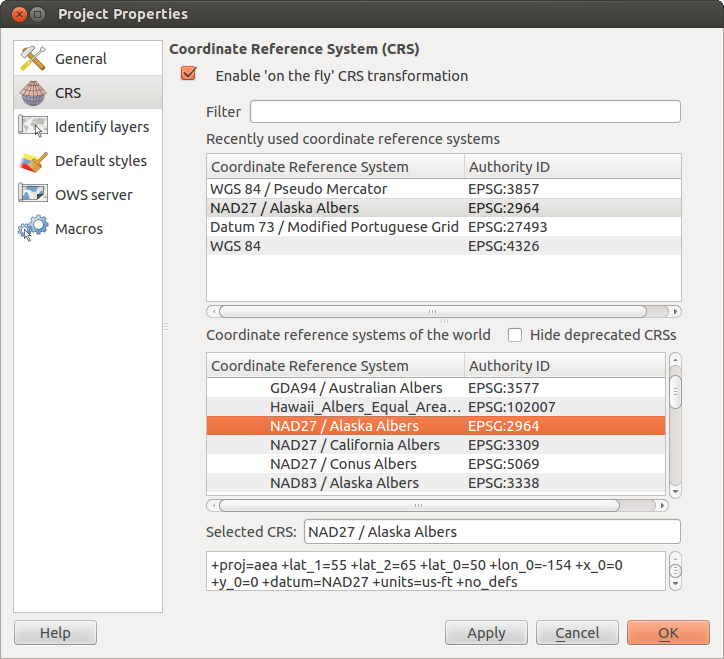 Project Properties
General
CRS
Identify layers
Default styles
OWS server
Macros
Coordinate Reference System (CRS)
Enable 'on the fly' CRS transformation
Filter
Recently used coordinate reference systems
Coordinate Reference System Authority ID
WGS 84 / Pseudo Mercator EPSG:3857
NAD27 / Alaska Albers EPSG:2964
Datum 73 / Modified Portuguese Grid EPSG:27493
WGS 84 EPSG:4326
Coordinate reference systems of the world Hide deprecated CRSs
Coordinate Reference System Authority ID
GDA94 / Australian Albers EPSG:3577
Hawaii_Albers_Equal_Area... EPSG:102007
NAD27 / Alaska Albers EPSG:2964
NAD27 / California Albers EPSG:3309
NAD27 / Conus Albers EPSG:5069
NAD83 / Alaska Albers EPSG:3338
Selected CRS: NAD27 / Alaska Albers
+proj=aea +lat_1=55 +lat_2=65 +lat_0=50 +lon_0=-154 +x_0=0
+y_0=0 +datum=NAD27 +units=us-ft +no_defs
Help Apply Cancel OK